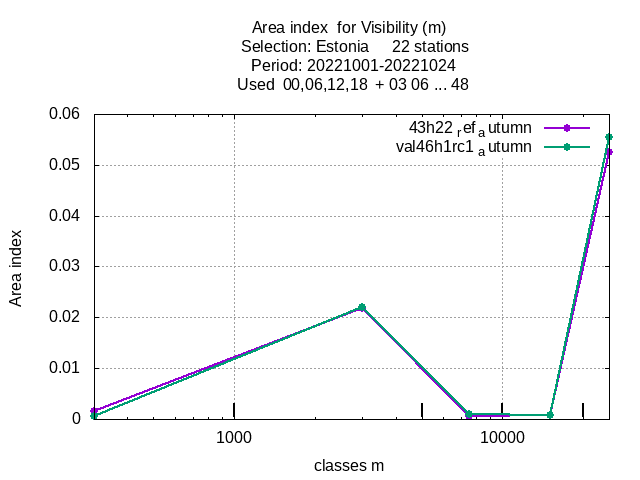 Area index  for Visibility (m)
Selection: Estonia     22 stations
Period: 20221001-20221024
Used  00,06,12,18  + 03 06 ... 48
43h22 ref autumn
val46h1rc1 autumn
0.06
0.05
0.04
0.03
0.02
0.01
0
Area index
1000
10000
classes m